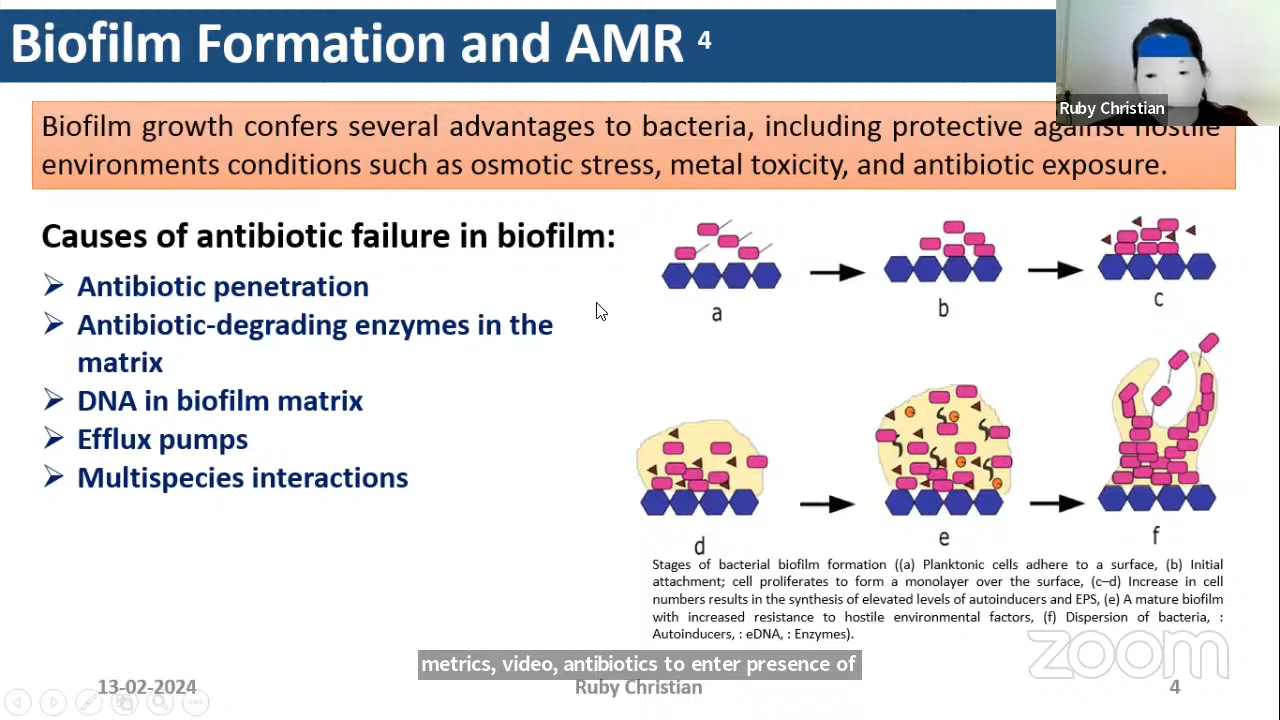 Biofilm Formation and AMR 4
Ruby Christian
Biofilm growth confers several advantages to bacteria, including protective against hostile
environments conditions such as osmotic stress, metal toxicity, and antibiotic exposure.
Causes of antibiotic failure in biofilm:
Antibiotic penetration
Antibiotic-degrading enzymes in the
matrix
DNA in biofilm matrix
Efflux pumps
Multispecies interactions
a
b
c
d
e
f
Stages of bacterial biofilm formation ((a) Planktonic cells adhere to a surface, (b) Initial
attachment; cell proliferates to form a monolayer over the surface, (c–d) Increase in cell
numbers results in the synthesis of elevated levels of autoinducers and EPS, (e) A mature biofilm
with increased resistance to hostile environmental factors, (f) Dispersion of bacteria, :
Autoinducers, : eDNA, : Enzymes).
zoom
metrics, video, antibiotics to enter presence of
13-02-2024
Ruby Christian
4